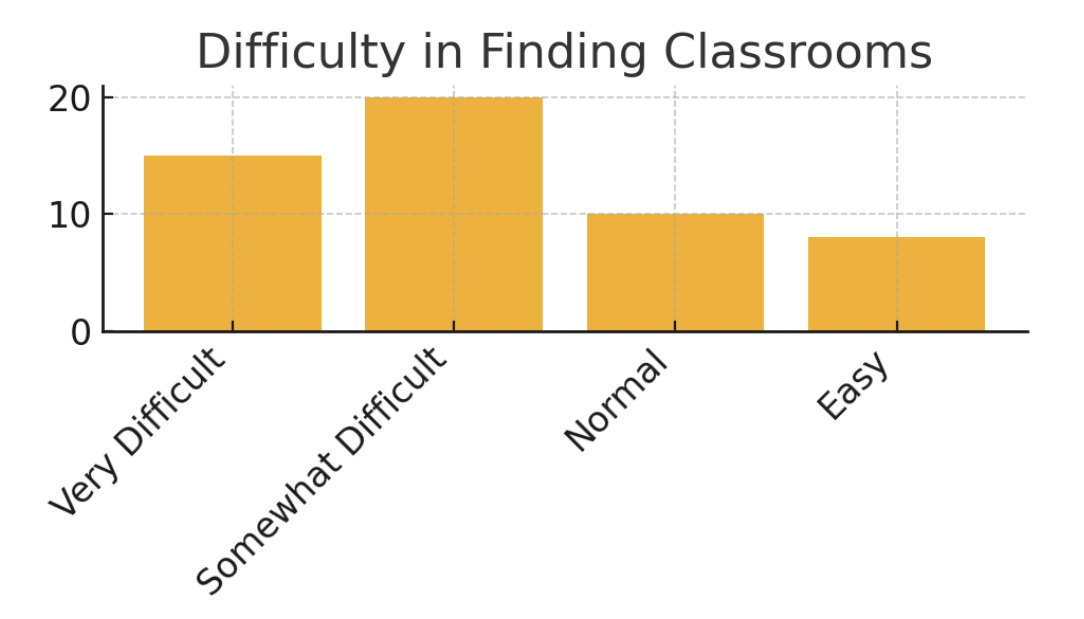 Difficulty in Finding Classrooms
20
10
0
Very Difficult
Somewhat Difficult
Normal
Easy